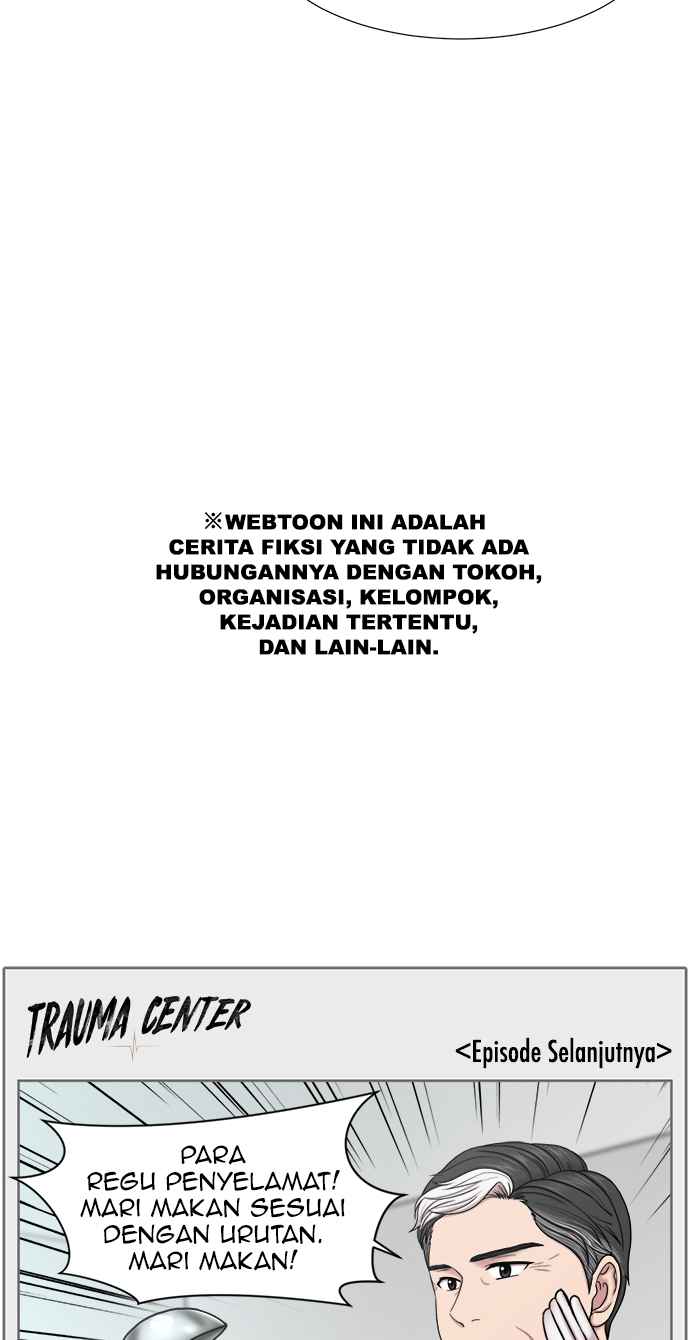 ※WEBTOON INI ADALAH
CERITA FIKSI YANG TIDAK ADA
HUBUNGANNYA DENGAN TOKOH,
ORGANISASI, KELOMPOK,
KEJADIAN TERTENTU,
DAN LAIN-LAIN.
TRAUMA CENTER
<Episode Selanjutnya>
PARA
REGU PENYELAMAT!
MARI MAKAN SESUAI
DENGAN URUTAN.
MARI MAKAN!